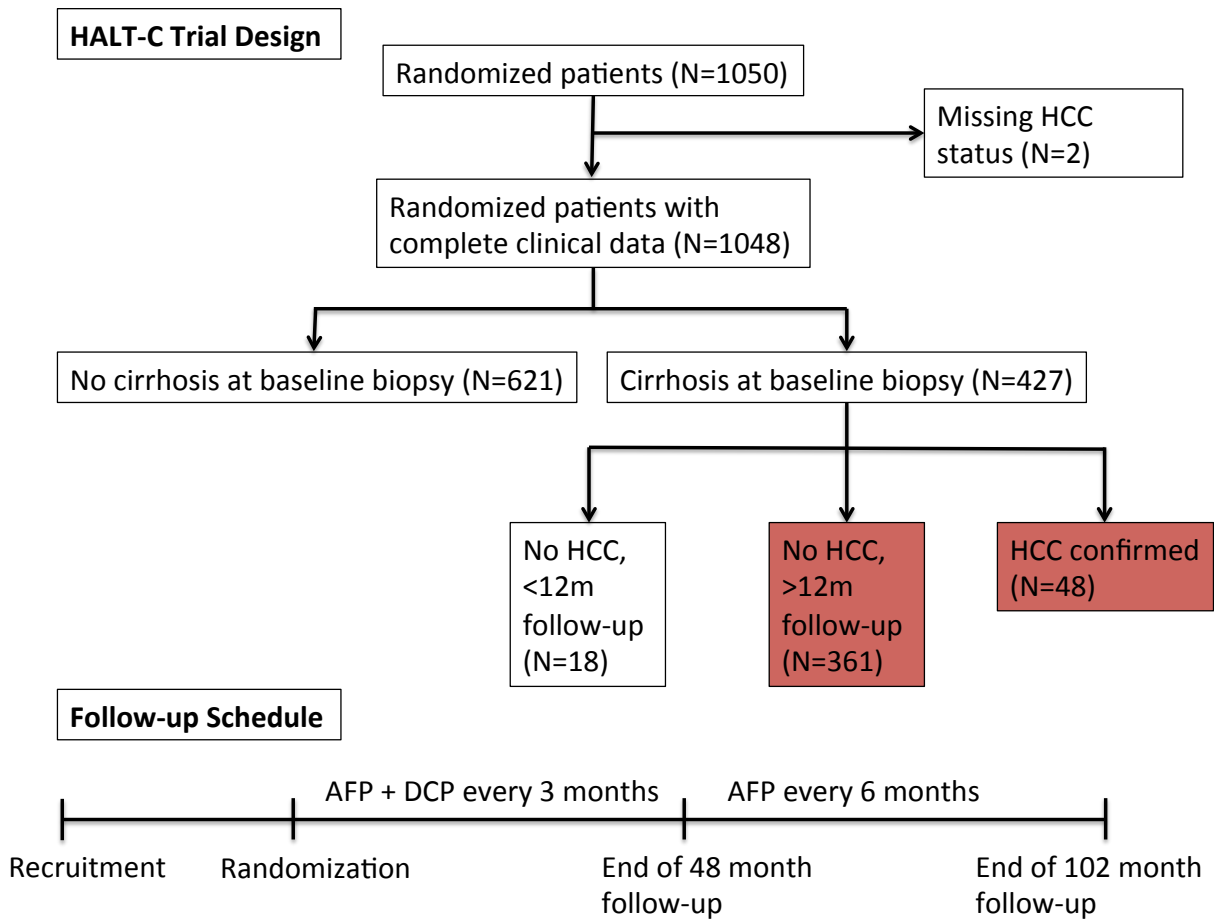 HALT-C Trial Design
Randomized patients (N=1050)
Missing HCC
status (N=2)
Randomized patients with
complete clinical data (N=1048)
No cirrhosis at baseline biopsy (N=621)
Cirrhosis at baseline biopsy (N=427)
No HCC,
<12m
follow-up
(N=18)
No HCC,
>12m
follow-up
(N=361)
HCC confirmed
(N=48)
Follow-up Schedule
AFP + DCP every 3 months
AFP every 6 months
Recruitment
Randomization
End of 48 month
follow-up
End of 102 month
follow-up